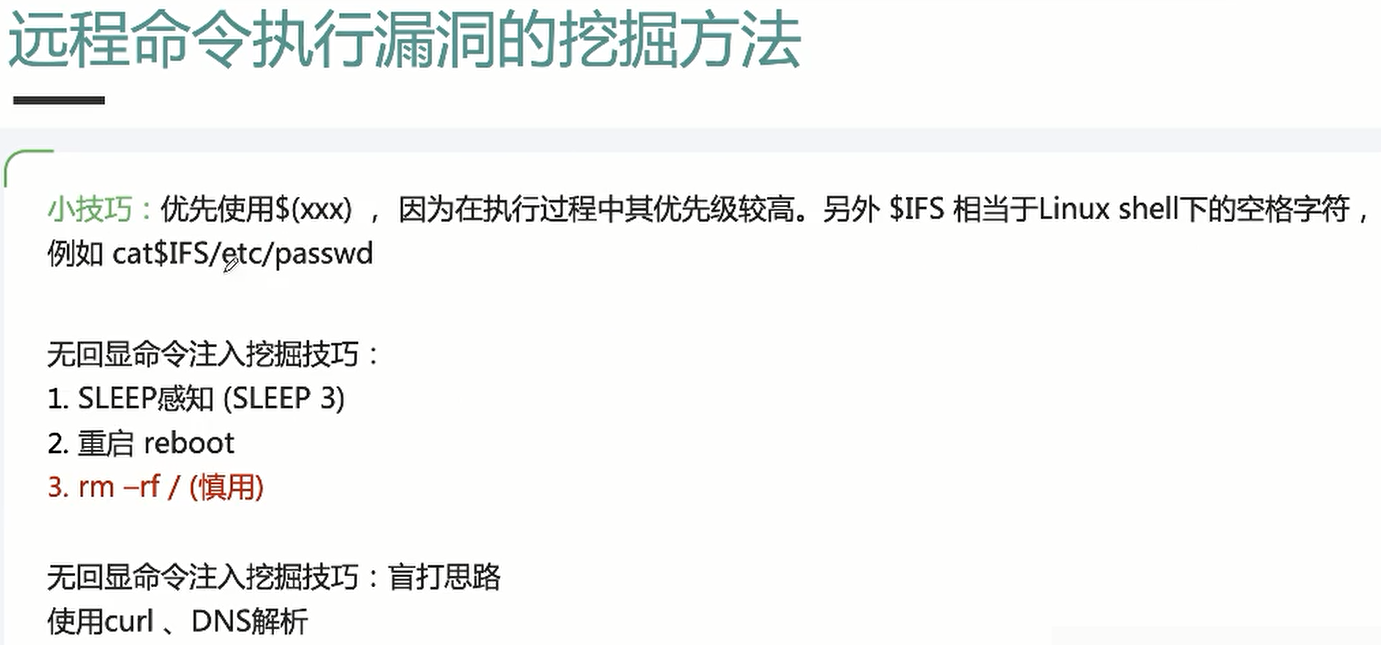 远程命令执行漏洞的挖掘方法
小技巧：优先使用$(xxc) ，因为在执行过程中其优先级较高。另外 $IFS 相当于Linux shell下的空格字符，
例如 cat$IFS/etc/passwd
无回显命令注入挖掘技巧：
1. SLEEP感知 (SLEEP 3)
2. 重启 reboot
3. rm –rf / (慎用)
无回显命令注入挖掘技巧：盲打思路
使用curl 、DNS解析